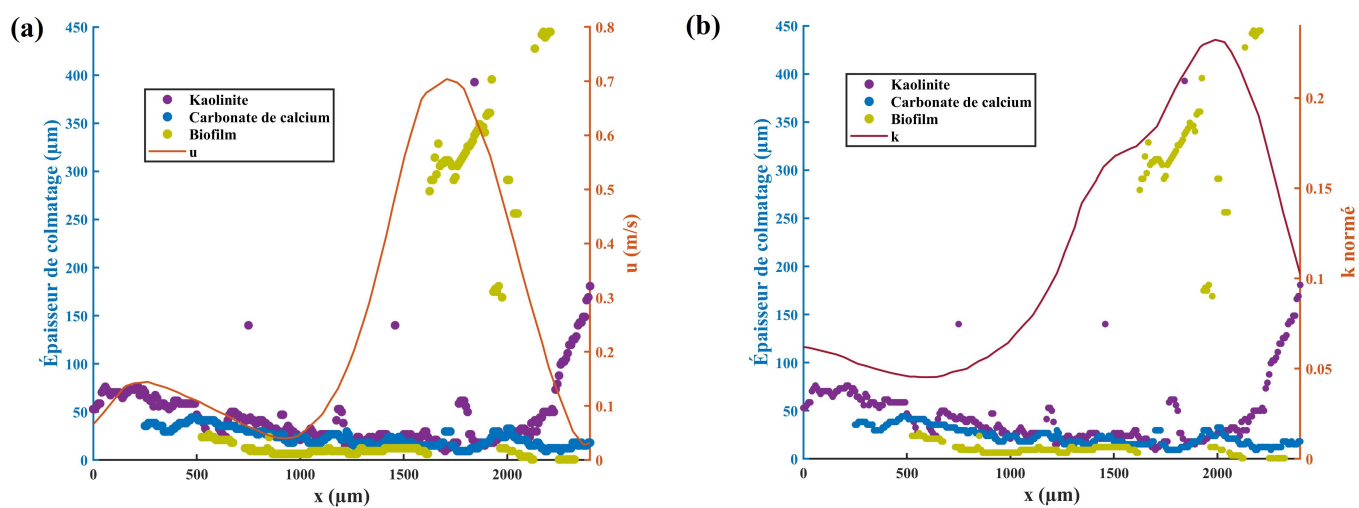 (a)
450
400
350
300
250
200
150
100
50
0
Épaisseur de colmatage (µm)
Kaolinite
Carbonate de calcium
Biofilm
u
0.8
0.7
0.6
0.5
0.4
0.3
0.2
0.1
0
u (m/s)
0
500
1000
1500
2000
x (µm)
(b)
450
400
350
300
250
200
150
100
50
0
Épaisseur de colmatage (µm)
Kaolinite
Carbonate de calcium
Biofilm
k
0.2
0.15
0.1
0.05
0
k normé
0
500
1000
1500
2000
x (µm)